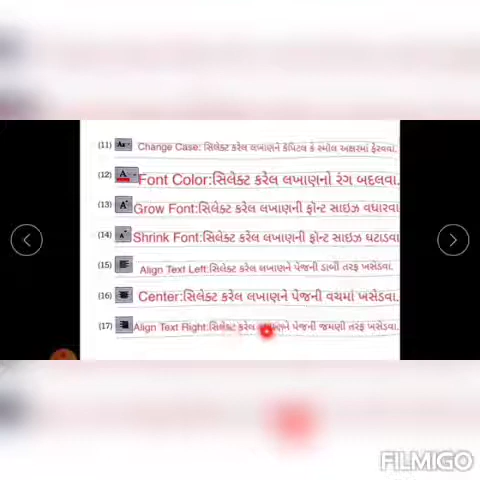 (11) Change Case: સિલેક્ટ કરેલ લખાણને કેપિટલ કે સ્મોલ અક્ષરમાં ફેરવવા.
(12) Font Color:સિલેક્ટ કરેલ લખાણનો રંગ બદલવા.
(13) Grow Font:સિલેક્ટ કરેલ લખાણની ફોન્ટ સાઇઝ વધારવા.
(14) Shrink Font:સિલેક્ટ કરેલ લખાણની ફોન્ટ સાઇઝ ઘટાડવા
(15) Align Text Left:સિલેક્ટ કરેલ લખાણને પેજની ડાબી તરફ ખસેડવા.
(16) Center:સિલેક્ટ કરેલ લખાણને પેજની વચમાં ખસેડવા.
(17) Align Text Right:સિલેક્ટ કરેલ લખાણને પેજની જમણી તરફ ખસેડવા.
FILMIGO